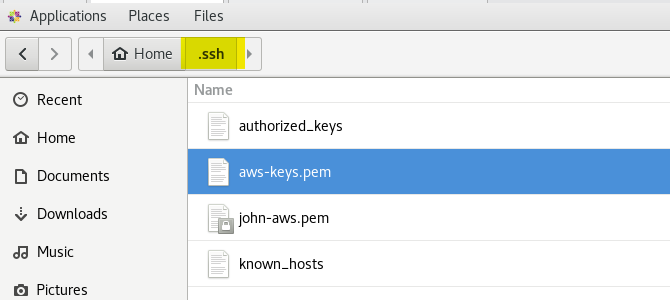 Applications Places Files
Home .ssh
Name
Recent
authorized_keys
Home
aws-keys.pem
Documents
Downloads
john-aws.pem
Music
known_hosts
Pictures